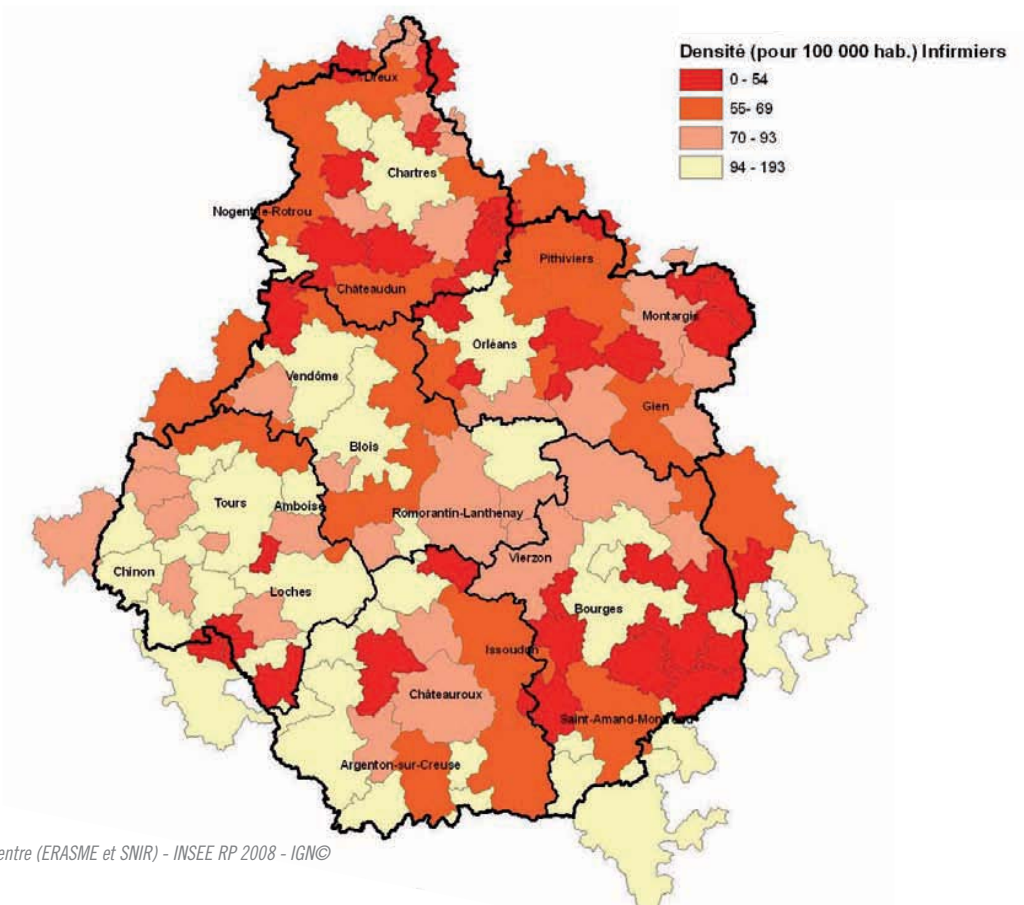 Densité (pour 100 000 hab.) Infirmiers
0 - 54
55- 69
70 - 93
94 - 193
Dreux
Chartres
Nogent-le-Rotrou
Pithiviers
Châteaudun
Montargis
Orléans
Vendôme
Gien
Blois
Tours
Amboise
Romorantin-Lanthenay
Vierzon
Chinon
Loches
Bourges
Issoudun
Châteauroux
Saint-Amand-Montrond
Argenton-sur-Creuse
entre (ERASME et SNIR) - INSEE RP 2008 - IGN©